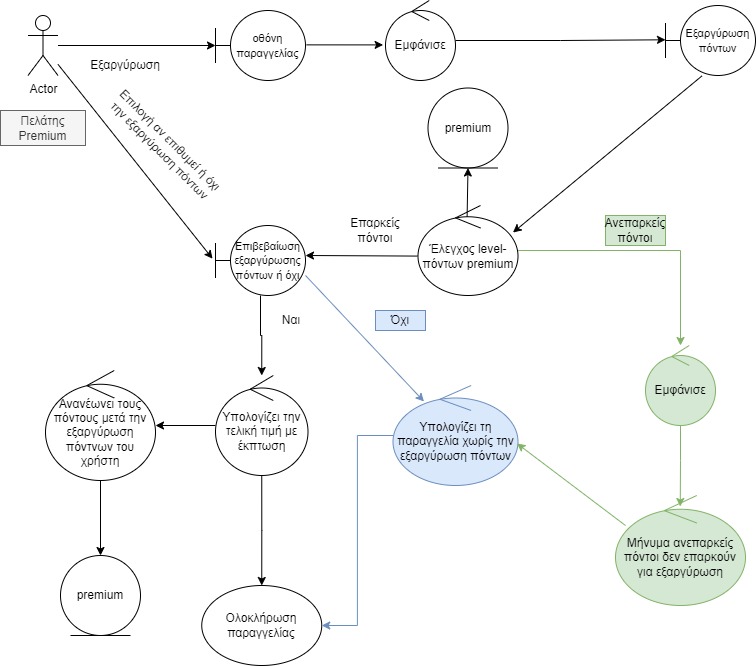 Actor
Πελάτης
Premium
Εξαργύρωση
οθόνη
παραγγελίας
Εμφάνισε
Εξαργύρωση
πόντων
Επιλογή αν επιθυμεί ή όχι
την εξαργύρωση πόντων
premium
Επαρκείς
πόντοι
Έλεγχος level-
πόντων premium
Ανεπαρκείς
πόντοι
Επιβεβαίωση
εξαργύρωσης
πόντων ή όχι
Ναι
Όχι
Εμφάνισε
Ανανέωνει τους
πόντους μετά την
εξαργύρωση
πόντνων του
χρήστη
Υπολογίζει την
τελική τιμή με
έκπτωση
Υπολογίζει τη
παραγγελία χωρίς την
εξαργύρωση πόντων
Μήνυμα ανεπαρκείς
πόντοι δεν επαρκούν
για εξαργύρωση
premium
Ολοκλήρωση
παραγγελίας